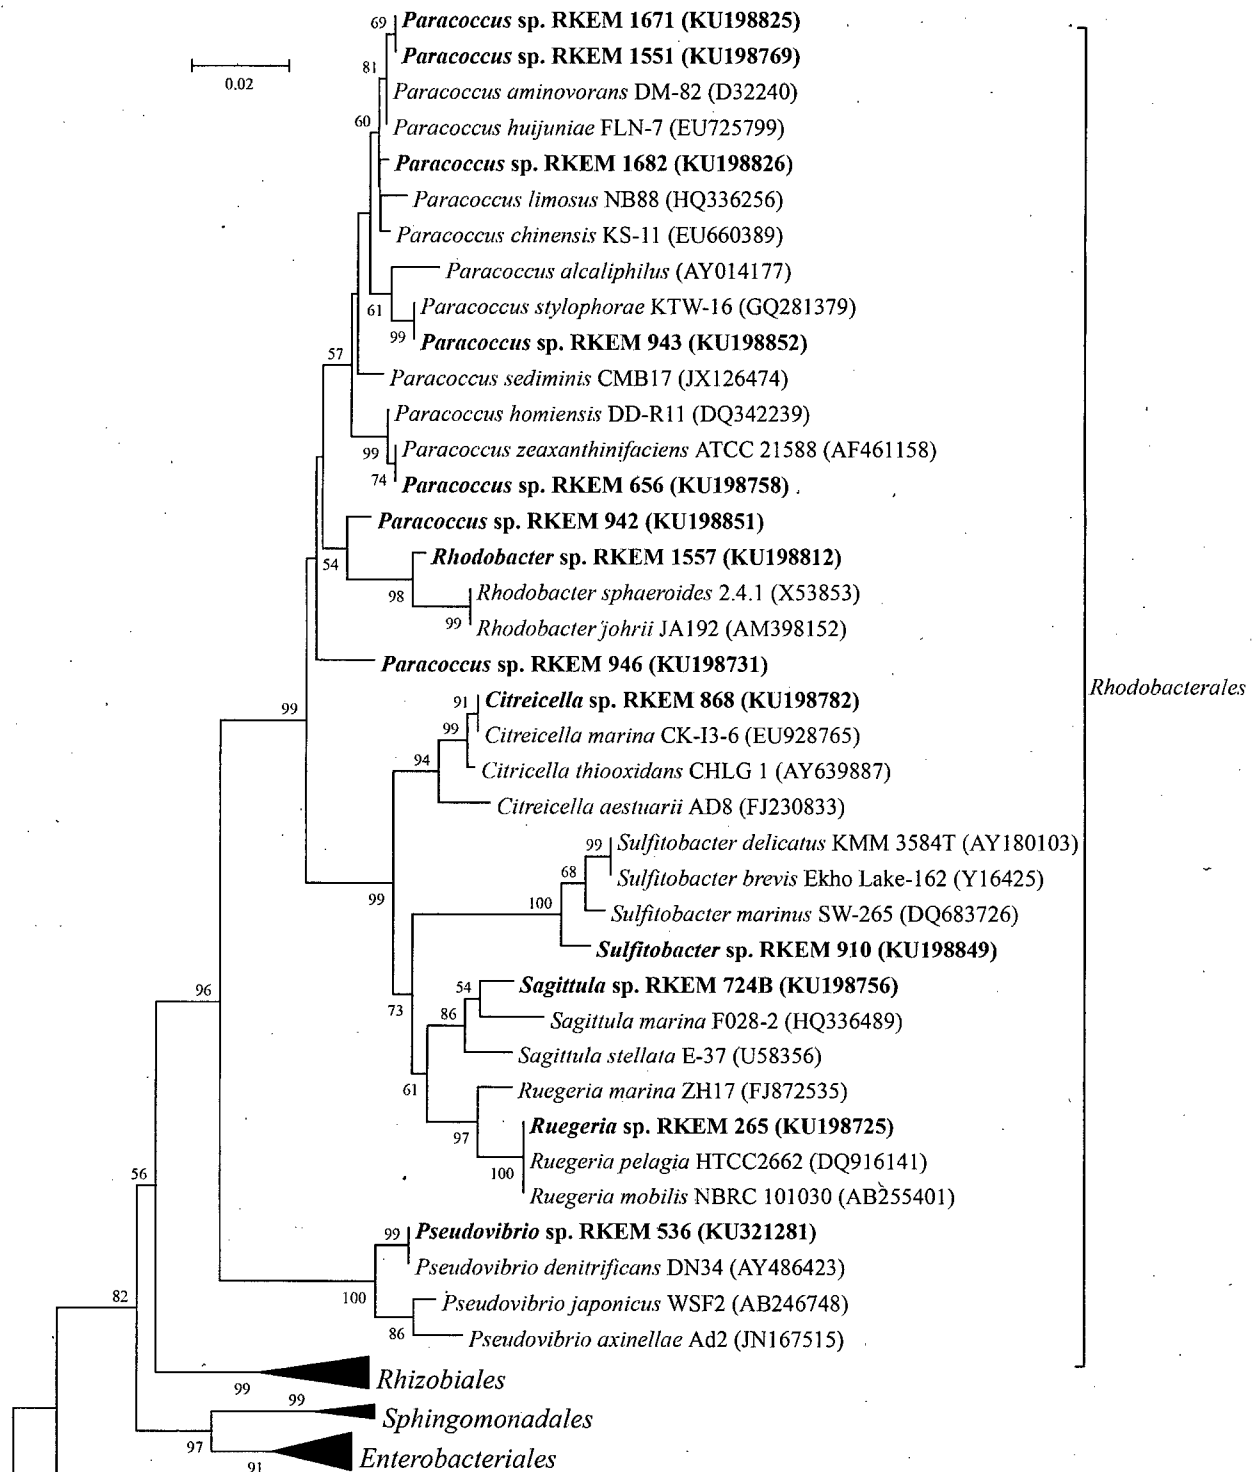 69
Paracoccus sp. RKEM 1671 (KU198825)
Paracoccus sp. RKEM 1551 (KU198769)
0.02
81
Paracoccus aminovorans DM-82 (D32240)
60
Paracoccus huijuniae FLN-7 (EU725799)
Paracoccus sp. RKEM 1682 (KU198826)
Paracoccus limosus NB88 (HQ336256)
Paracoccus chinensis KS-11 (EU660389)
Paracoccus alcaliphilus (AY014177)
61
Paracoccus stylophorae KTW-16 (GQ281379)
99
Paracoccus sp. RKEM 943 (KU198852)
57
Paracoccus sediminis CMB17 (JX126474)
Paracoccus homiensis DD-R11 (DQ342239)
99
Paracoccus zeaxanthinifaciens ATCC 21588 (AF461158)
74
Paracoccus sp. RKEM 656 (KU198758)
Paracoccus sp. RKEM 942 (KU198851)
54
Rhodobacter sp. RKEM 1557 (KU198812)
98
Rhodobacter sphaeroides 2.4.1 (X53853)
99
Rhodobacter johrii JA192 (AM398152)
Paracoccus sp. RKEM 946 (KU198731)
Rhodobacterales
99
91
Citreicella sp. RKEM 868 (KU198782)
99
Citreicella marina CK-I3-6 (EU928765)
94
Citricella thiooxidans CHLG 1 (AY639887)
Citreicella aestuarii AD8 (FJ230833)
99
Sulfitobacter delicatus KMM 3584T (AY180103)
68
Sulfitobacter brevis Ekho Lake-162 (Y16425)
99
100
Sulfitobacter marinus SW-265 (DQ683726)
Sulfitobacter sp. RKEM 910 (KU198849)
96
54
Sagittula sp. RKEM 724B (KU198756)
73
86
Sagittula marina F028-2 (HQ336489)
Sagittula stellata E-37 (U58356)
61
Ruegeria marina ZH17 (FJ872535)
97
Ruegeria sp. RKEM 265 (KU198725)
56
100
Ruegeria pelagia HTCC2662 (DQ916141)
Ruegeria mobilis NBRC 101030 (AB255401)
99
Pseudovibrio sp. RKEM 536 (KU321281)
Pseudovibrio denitrificans DN34 (AY486423)
82
100
Pseudovibrio japonicus WSF2 (AB246748)
86
Pseudovibrio axinellae Ad2 (JN167515)
99
Rhizobiales
99
Sphingomonadales
97
91
Enterobacteriales